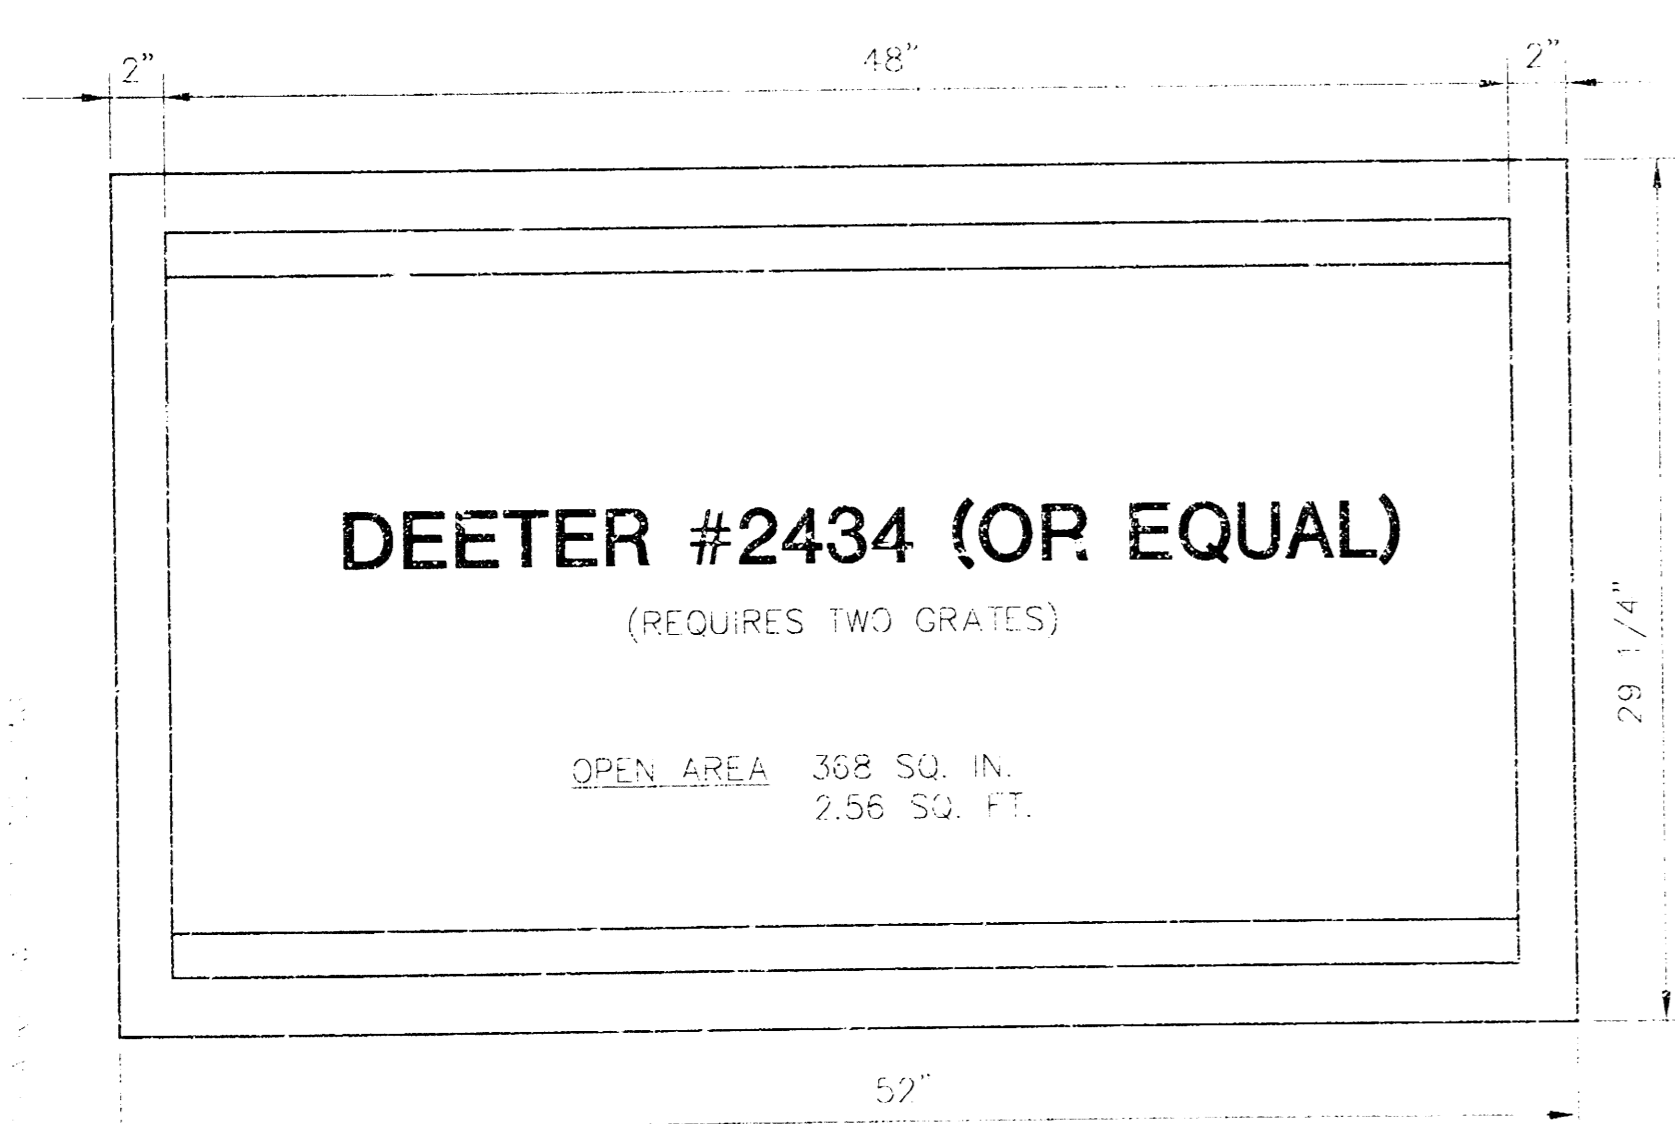 2" 48" 2"
DEETER #2434 (OR EQUAL)
(REQUIRES TWO GRATES)
29 1/4"
OPEN AREA 368 SQ. IN.
2.56 SQ. FT.
52"